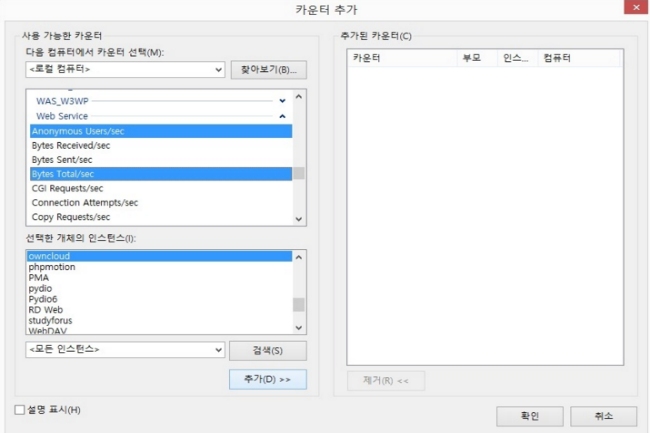 카운터 추가
사용 가능한 카운터
다음 컴퓨터에서 카운터 선택(M):
<로컬 컴퓨터>
찾아보기(B)...
WAS_W3WP
Web Service
Anonymous Users/sec
Bytes Received/sec
Bytes Sent/sec
Bytes Total/sec
CGI Requests/sec
Connection Attempts/sec
Copy Requests/sec
선택한 개체의 인스턴스(I):
owncloud
phpmotion
PMA
pydio
Pydio6
RD Web
studyforus
WebDAV
<모든 인스턴스>
검색(S)
추가(D) >>
추가된 카운터(C)
카운터 부모 인스... 컴퓨터
제거(R) <<
설명 표시(H)
확인 취소